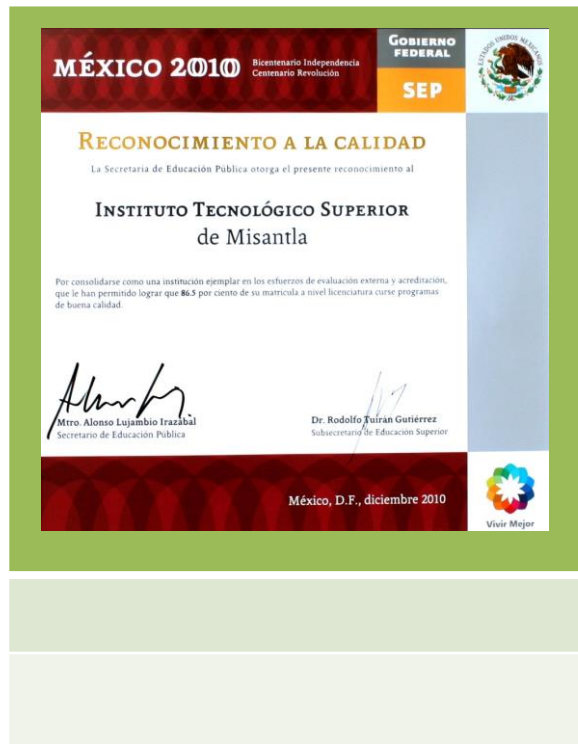 MÉXICO 2010
Bicentenario Independencia
Centenario Revolución
GOBIERNO
FEDERAL
SEP
ESTADOS UNIDOS MEXICANOS
RECONOCIMIENTO A LA CALIDAD
La Secretaría de Educación Pública otorga el presente reconocimiento al
INSTITUTO TECNOLÓGICO SUPERIOR
de Misantla
Por consolidarse como una institución ejemplar en los esfuerzos de evaluación externa y acreditación,
que le han permitido lograr que 86.5 por ciento de su matrícula a nivel licenciatura curse programas
de buena calidad.
Mtro. Alonso Lujambio Irazábal
Secretario de Educación Pública
Dr. Rodolfo Tuirán Gutiérrez
Subsecretario de Educación Superior
México, D.F., diciembre 2010
Vivir Mejor